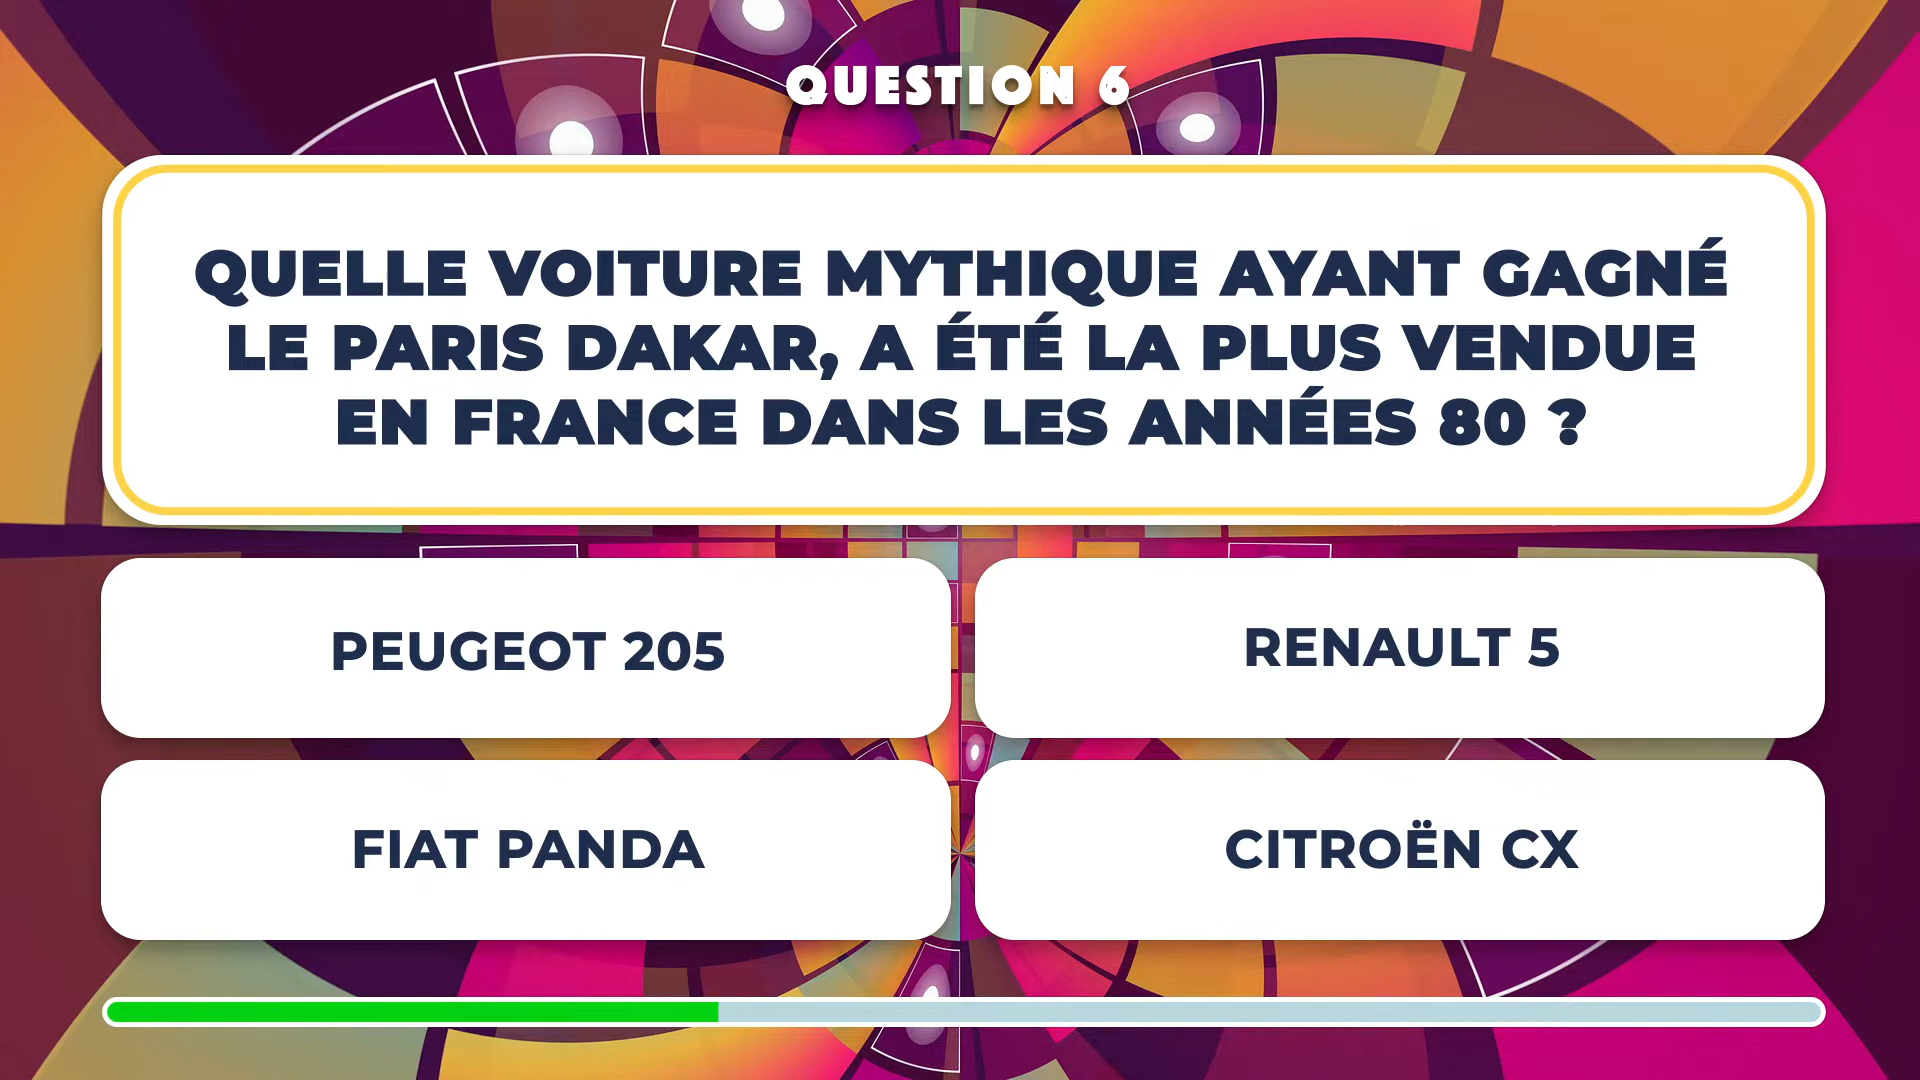 QUESTION 6
QUELLE VOITURE MYTHIQUE AYANT GAGNÉ
LE PARIS DAKAR, A ÉTÉ LA PLUS VENDUE
EN FRANCE DANS LES ANNÉES 80 ?
PEUGEOT 205
RENAULT 5
FIAT PANDA
CITROËN CX